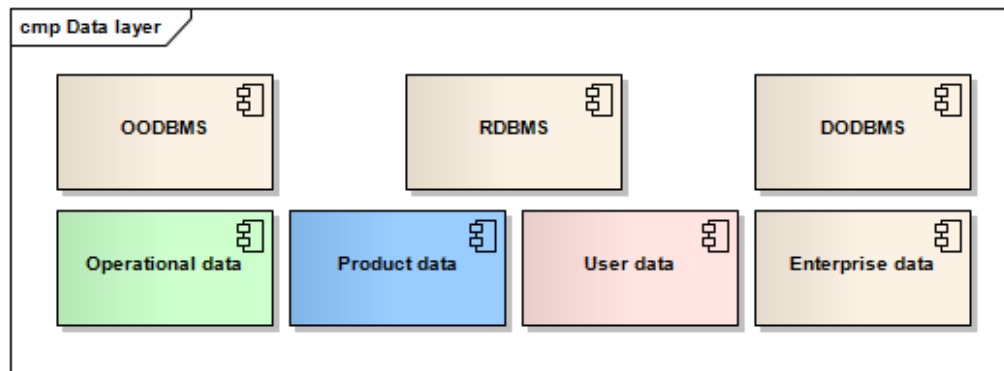 cmp Data layer
OODBMS
RDBMS
DODBMS
Operational data
Product data
User data
Enterprise data